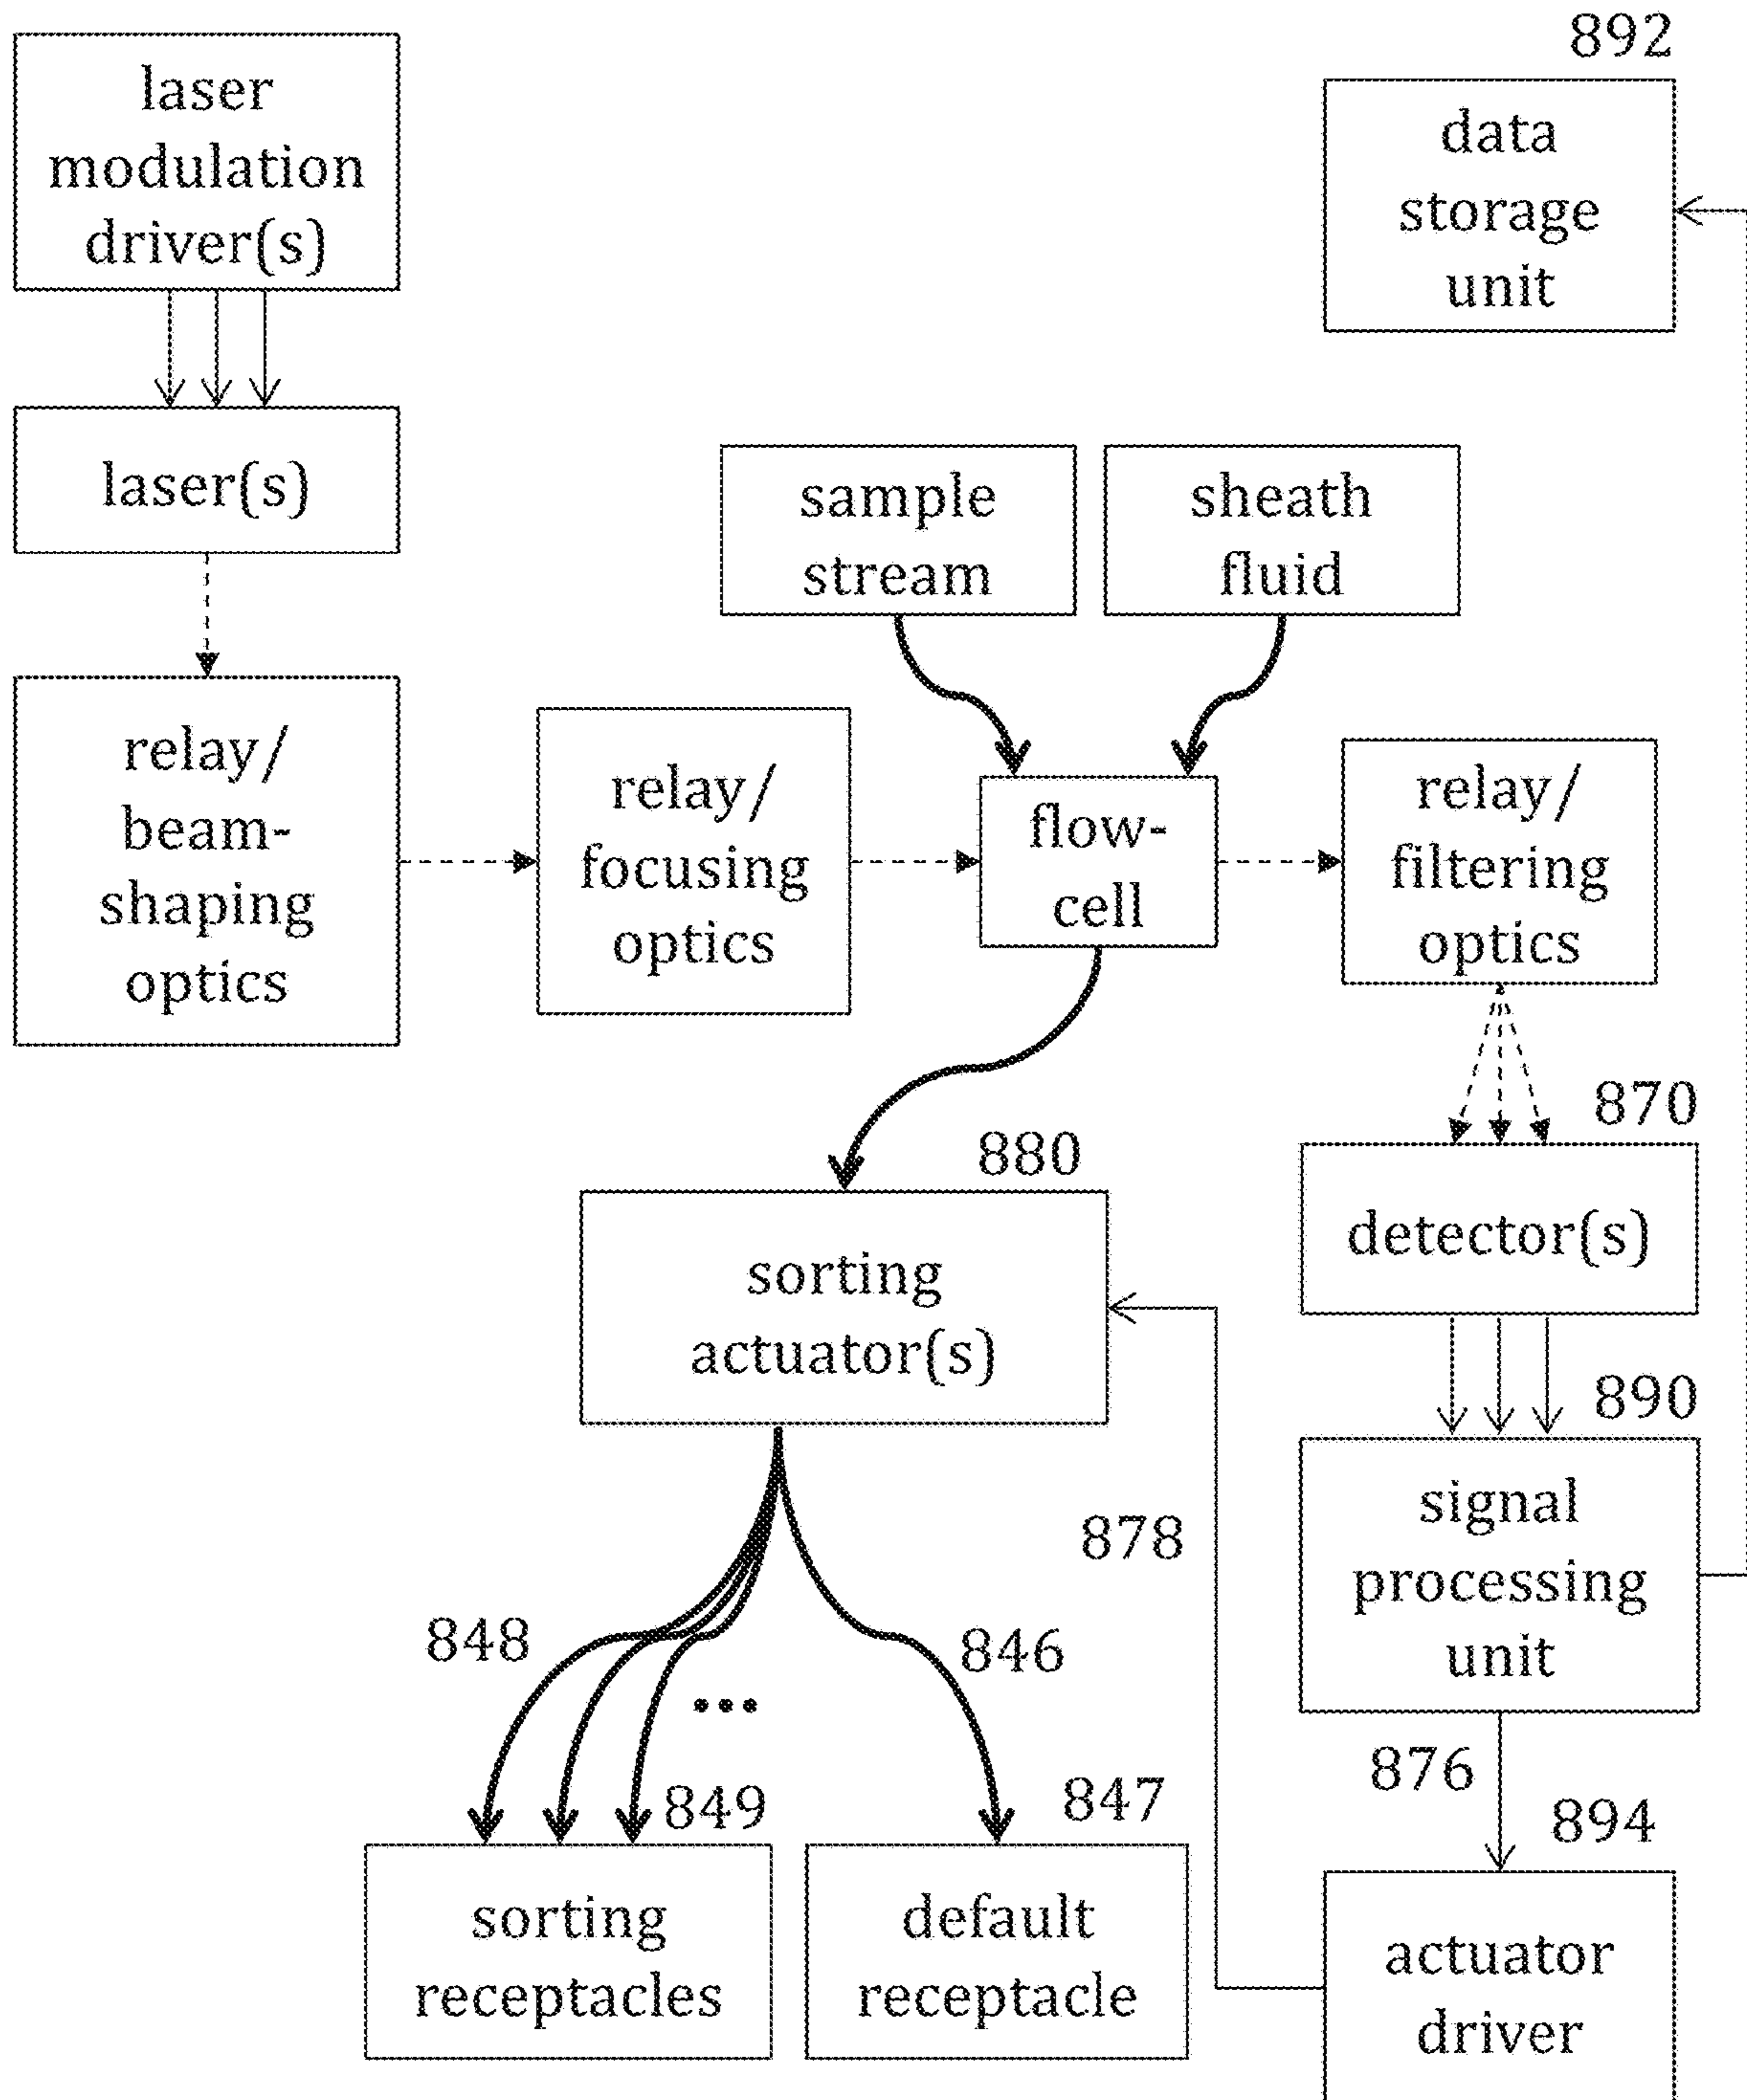 892
laser
modulation
driver(s)
data
storage
unit
laser(s)
sample
stream
sheath
fluid
relay/
beam-
shaping
optics
relay/
focusing
optics
flow-
cell
relay/
filtering
optics
870
880
detector(s)
sorting
actuator(s)
890
signal
processing
unit
878
848
846
876
849
847
894
sorting
receptacles
default
receptacle
actuator
driver